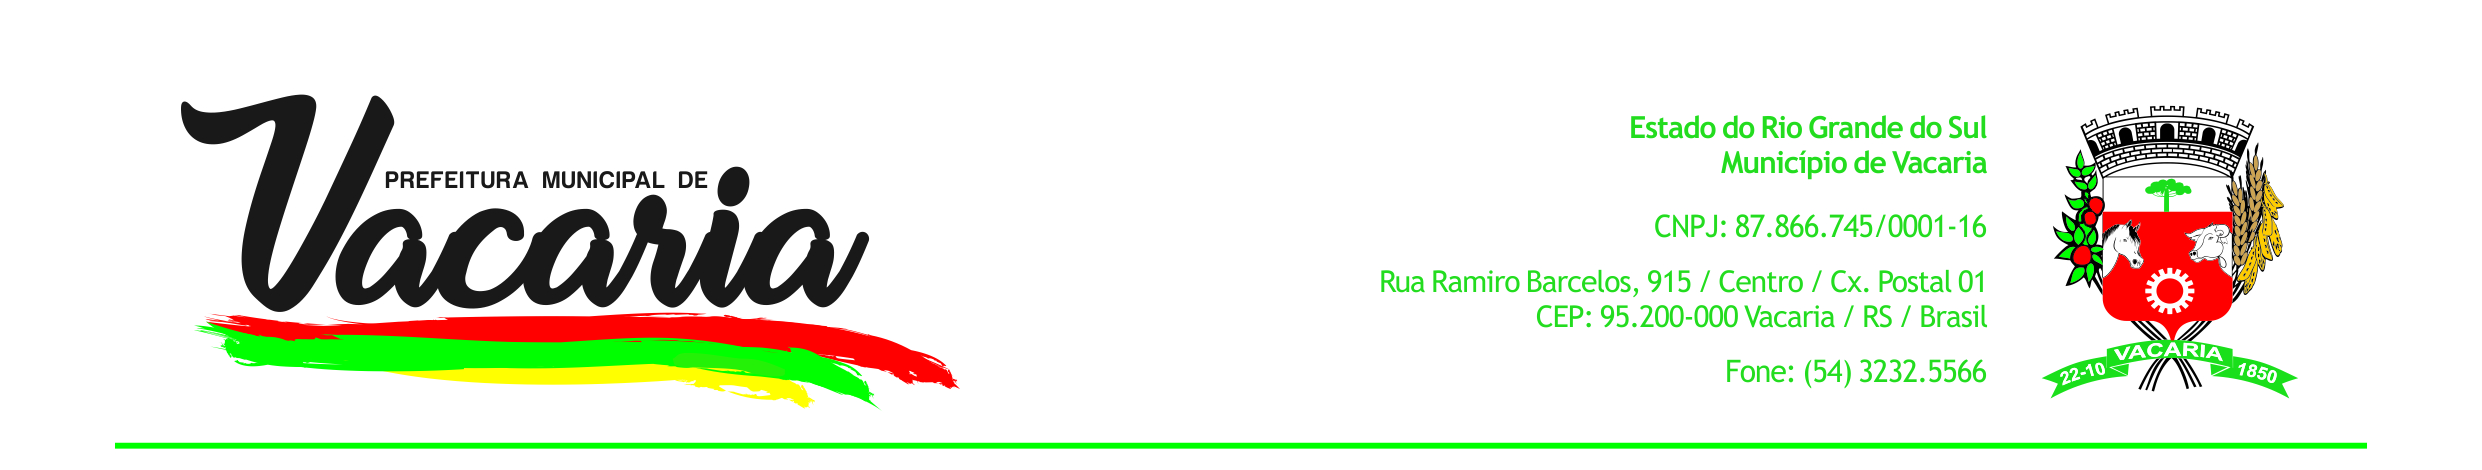 PREFEITURA MUNICIPAL DE
Vacaria
Estado do Rio Grande do Sul
Município de Vacaria
CNPJ: 87.866.745/0001-16
Rua Ramiro Barcelos, 915 / Centro / Cx. Postal 01
CEP: 95.200-000 Vacaria / RS / Brasil
Fone: (54) 3232.5566
VACARIA
22-10 1850